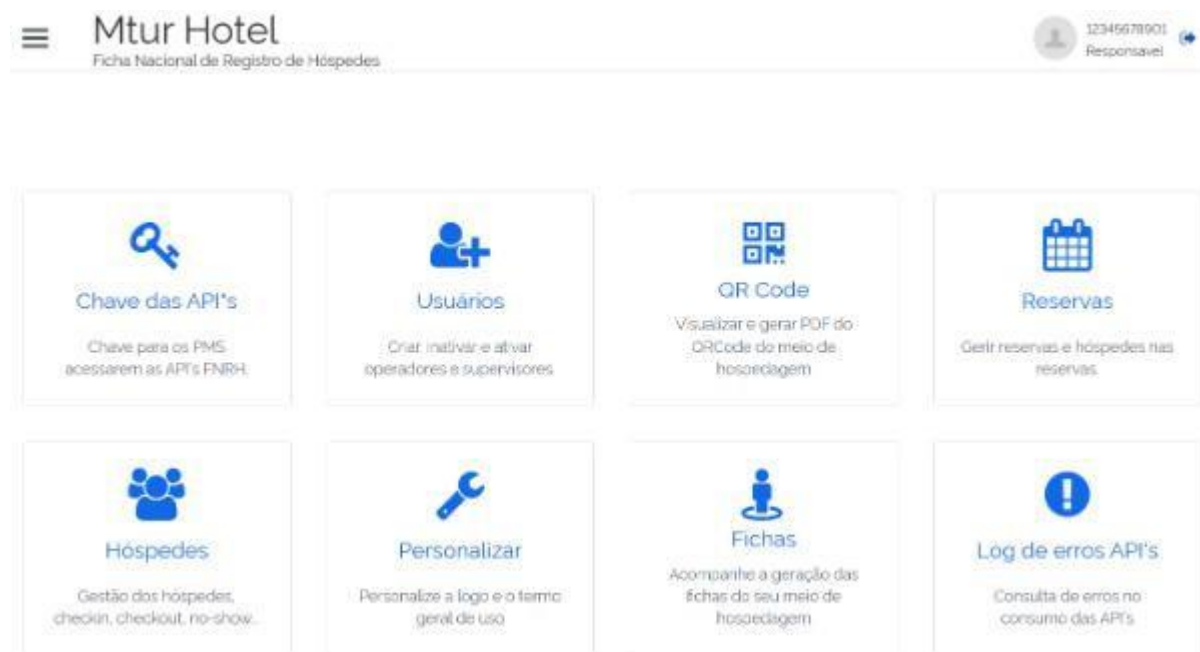 Mtur Hotel
Ficha Nacional de Registro de Hóspedes
12345678901
Responsavel
Chave das API's
Chave para os PMS
acessarem as API's FNRH.
Usuários
Criar, inativar e ativar
operadores e supervisores
QR Code
Visualizar e gerar PDF do
QRCode do meio de
hospedagem
Reservas
Gerir reservas e hóspedes nas
reservas.
Hóspedes
Gestão dos hóspedes,
checkin, checkout, no-show...
Personalizar
Personalize a logo e o termo
geral de uso
Fichas
Acompanhe a geração das
fichas do seu meio de
hospedagem
Log de erros API's
Consulta de erros no
consumo das API's